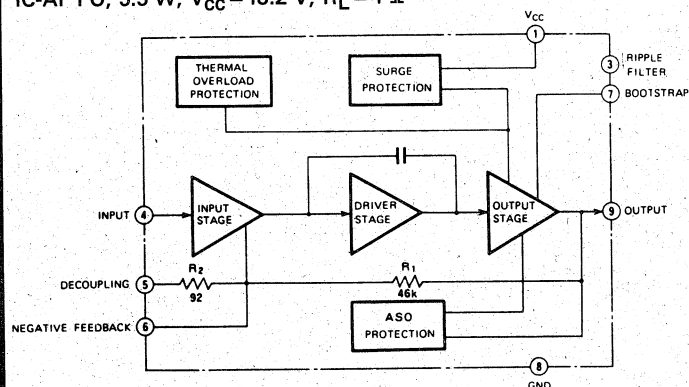 IC-AF PO, 5.5 W, VCC=13.2 V, RL=4 Ω
VCC
1
THERMAL
OVERLOAD
PROTECTION
SURGE
PROTECTION
3
RIPPLE
FILTER
7
BOOTSTRAP
INPUT
4
INPUT
STAGE
DRIVER
STAGE
OUTPUT
STAGE
9
OUTPUT
DECOUPLING
5
R2
92
R1
46k
NEGATIVE FEEDBACK
6
ASO
PROTECTION
8
GND